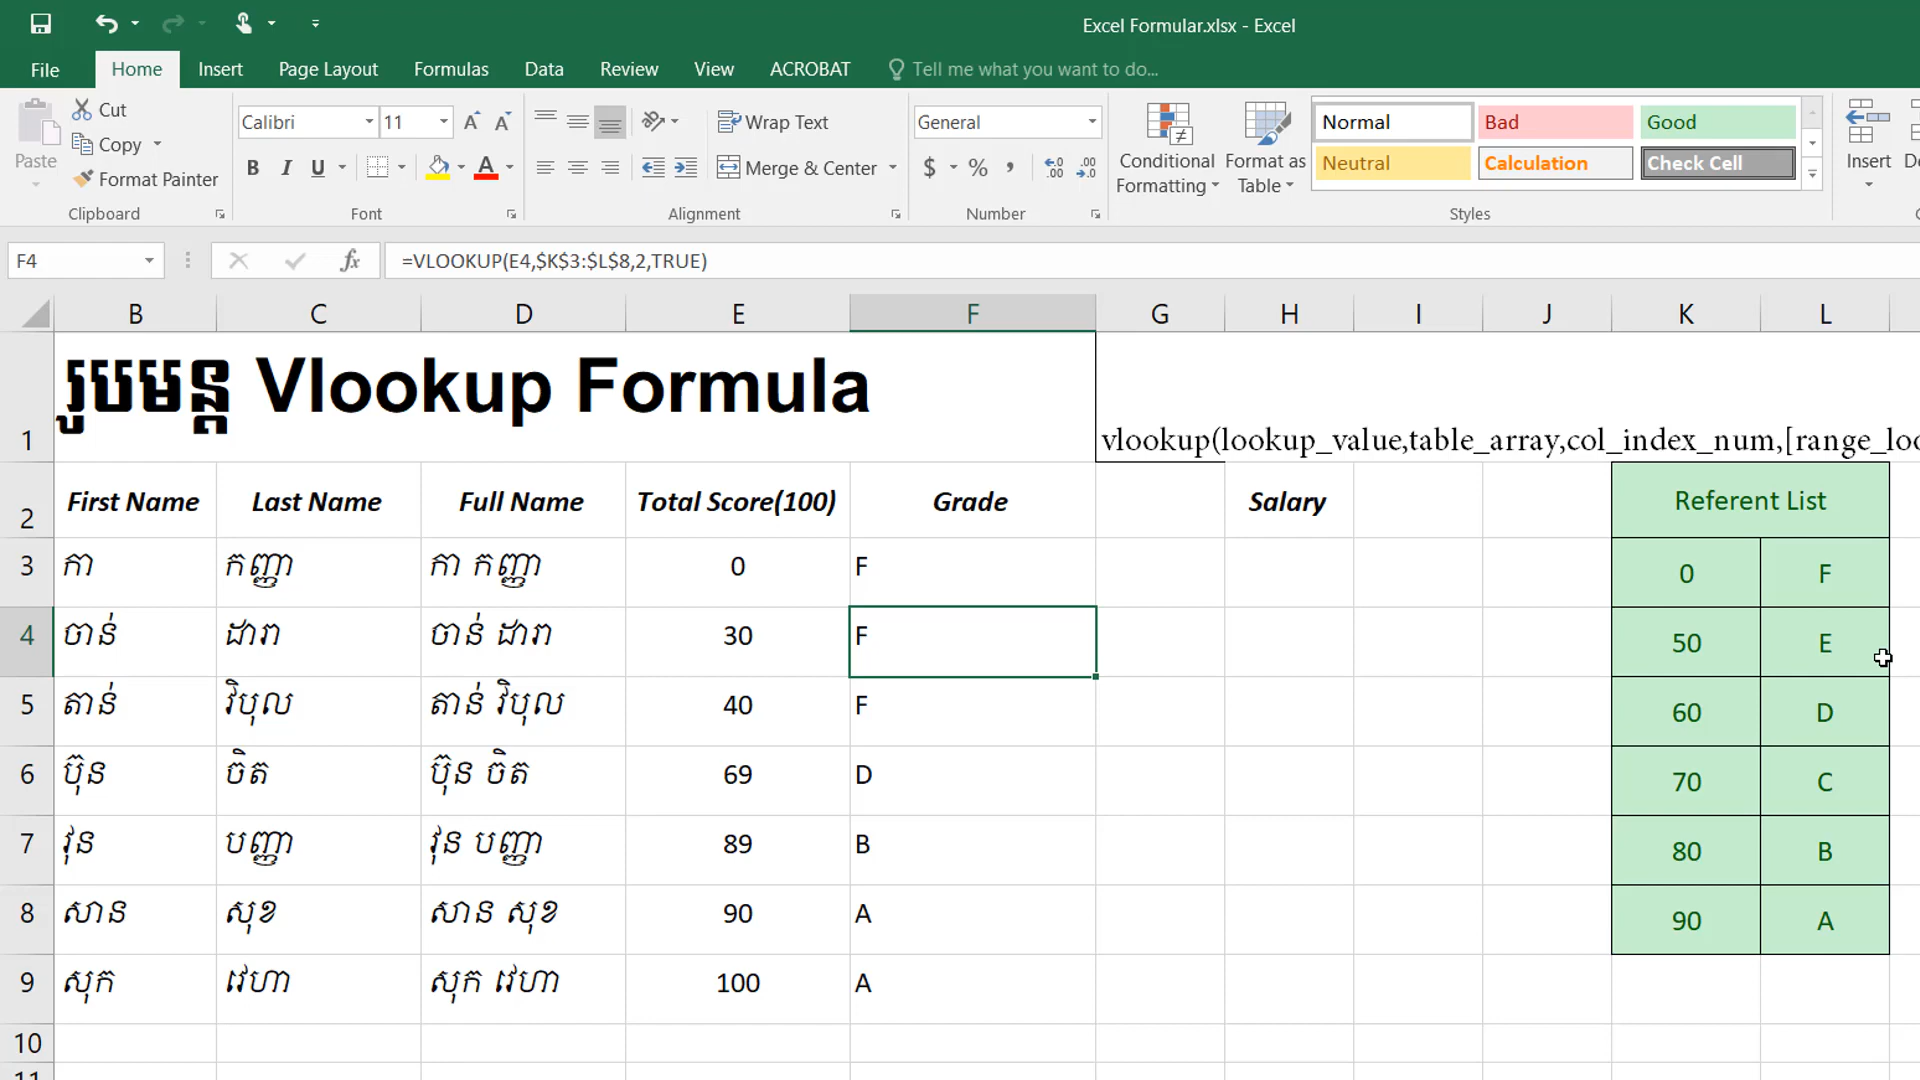 Excel Formular.xlsx - Excel
File Home Insert Page Layout Formulas Data Review View ACROBAT Tell me what you want to do...
Paste
Cut
Copy
Format Painter
Clipboard
Calibri 11
B I U
Font
Wrap Text
Merge & Center
Alignment
General
$ % ,
Number
Conditional Formatting
Format as Table
Normal Bad Good
Neutral Calculation Check Cell
Styles
Insert
F4 fx =VLOOKUP(E4,$K$3:$L$8,2,TRUE)
B C D E F G H I J K L
1 រូបមន្ត Vlookup Formula vlookup(lookup_value,table_array,col_index_num,[range_loo
2 First Name Last Name Full Name Total Score(100) Grade Salary Referent List
3 កា កញ្ញា កា កញ្ញា 0 F 0 F
4 ចាន់ ដារា ចាន់ ដារា 30 F 50 E
5 តាន់ វិបុល តាន់ វិបុល 40 F 60 D
6 ប៊ុន ចិត ប៊ុន ចិត 69 D 70 C
7 វុន បញ្ញា វុន បញ្ញា 89 B 80 B
8 សាន សុខ សាន សុខ 90 A 90 A
9 សុក វេហា សុក វេហា 100 A
10
11